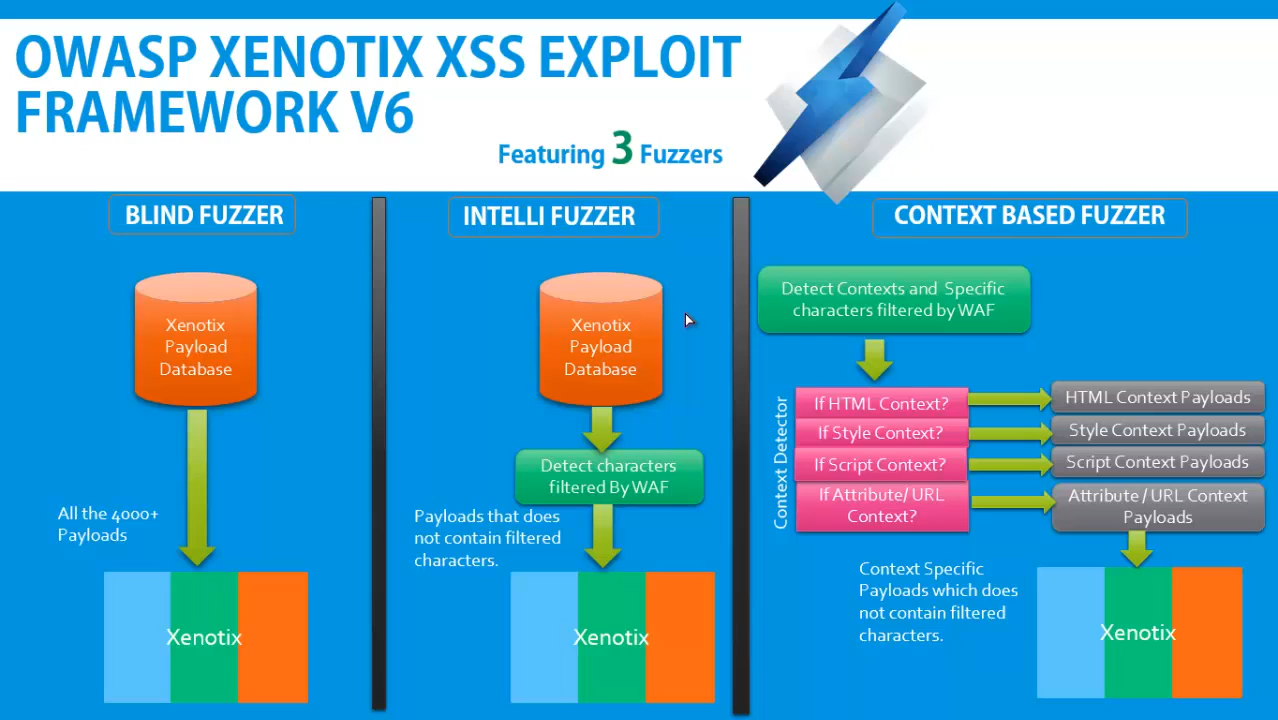 OWASP XENOTIX XSS EXPLOIT
FRAMEWORK V6
Featuring 3 Fuzzers
BLIND FUZZER
Xenotix
Payload
Database
All the 4000+
Payloads
Xenotix
INTELLI FUZZER
Xenotix
Payload
Database
Detect characters
filtered By WAF
Payloads that does
not contain filtered
characters.
Xenotix
CONTEXT BASED FUZZER
Detect Contexts and Specific
characters filtered by WAF
Context Detector
If HTML Context?
HTML Context Payloads
If Style Context?
Style Context Payloads
If Script Context?
Script Context Payloads
If Attribute/ URL
Context?
Attribute / URL Context
Payloads
Context Specific
Payloads which does
not contain filtered
characters.
Xenotix